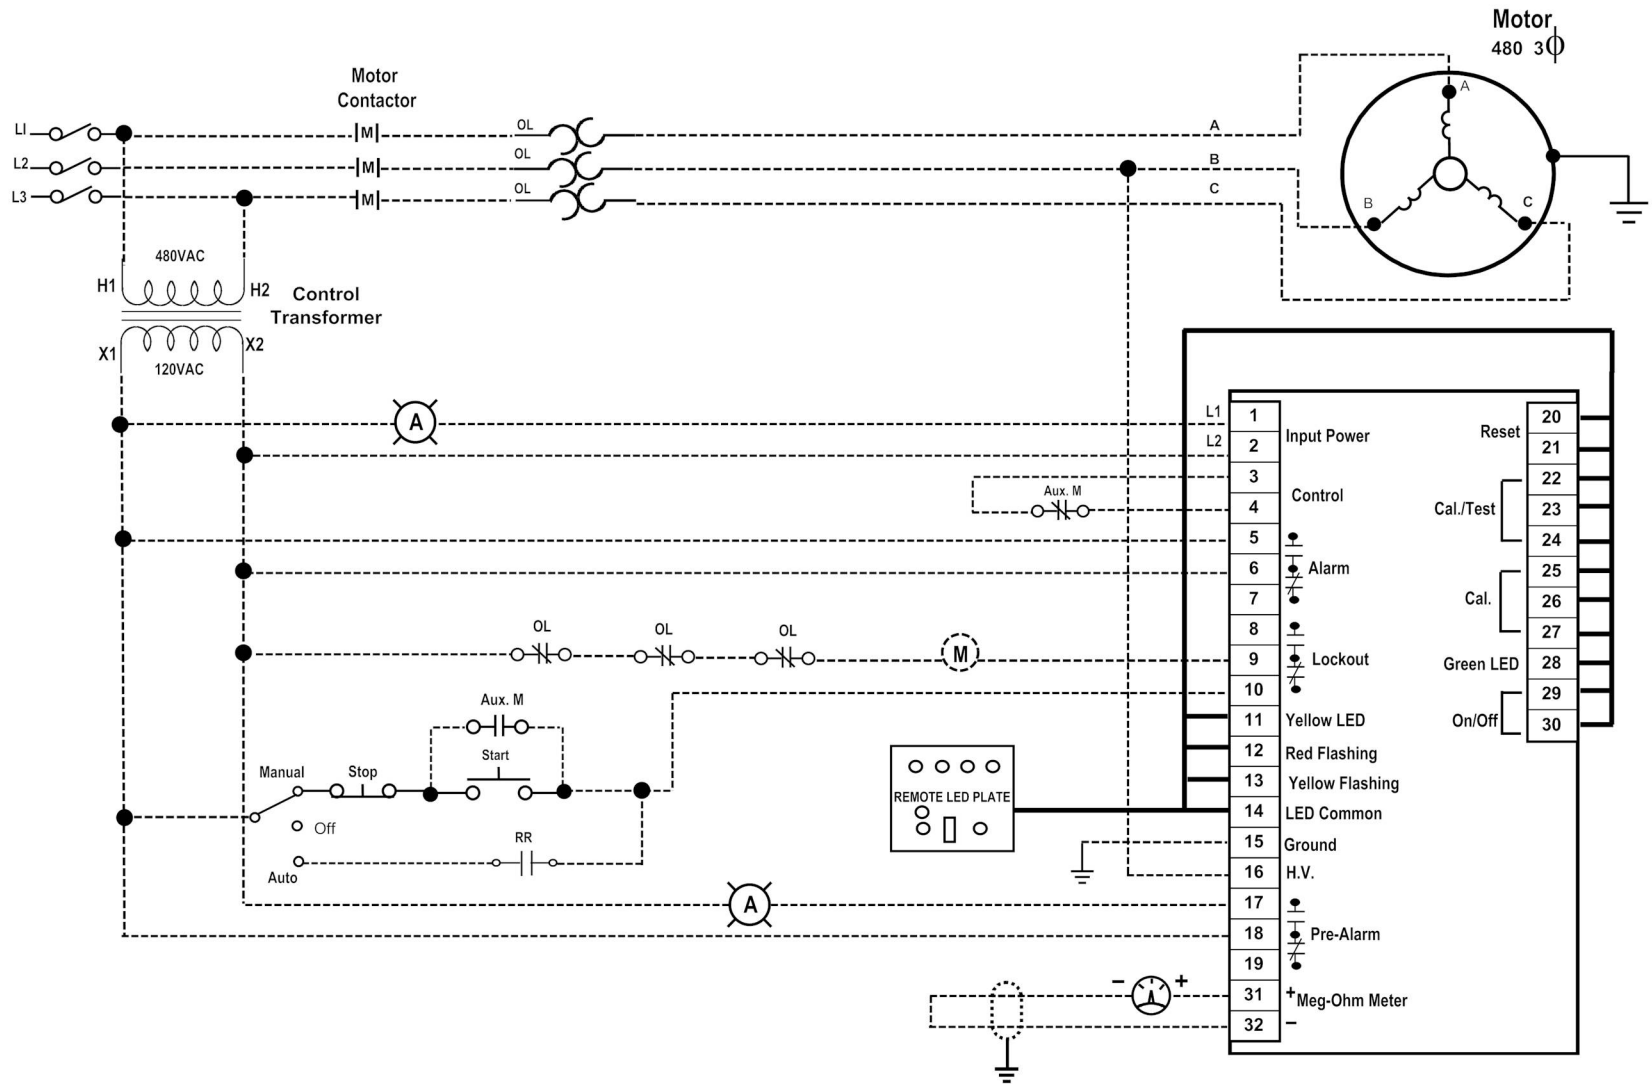 Motor
480 3ϕ
Motor
Contactor
A
LI
M
OL
A
L2
M
OL
B
L3
M
OL
C
B
C
480VAC
H1
H2
Control
Transformer
X1
X2
120VAC
A
L1
1
L2
2
Input Power
3
Aux. M
4
Control
5
6
Alarm
7
OL
OL
OL
M
8
9
Lockout
10
Aux. M
11
Yellow LED
Start
12
Red Flashing
Manual
Stop
13
Yellow Flashing
REMOTE LED PLATE
14
LED Common
Off
RR
15
Ground
Auto
16
H.V.
A
17
18
Pre-Alarm
19
− +
31
+
Meg-Ohm Meter
32
−
20
Reset
21
22
Cal./Test
23
24
25
Cal.
26
27
Green LED
28
29
On/Off
30